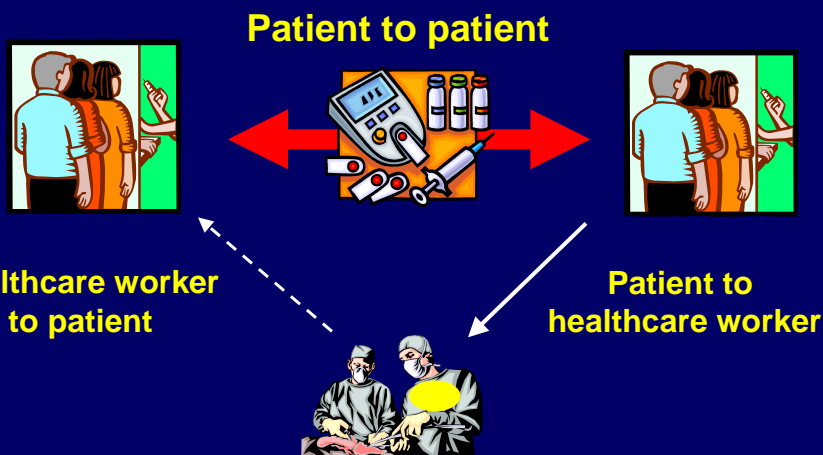 Patient to patient
lthcare worker
to patient
Patient to
healthcare worker